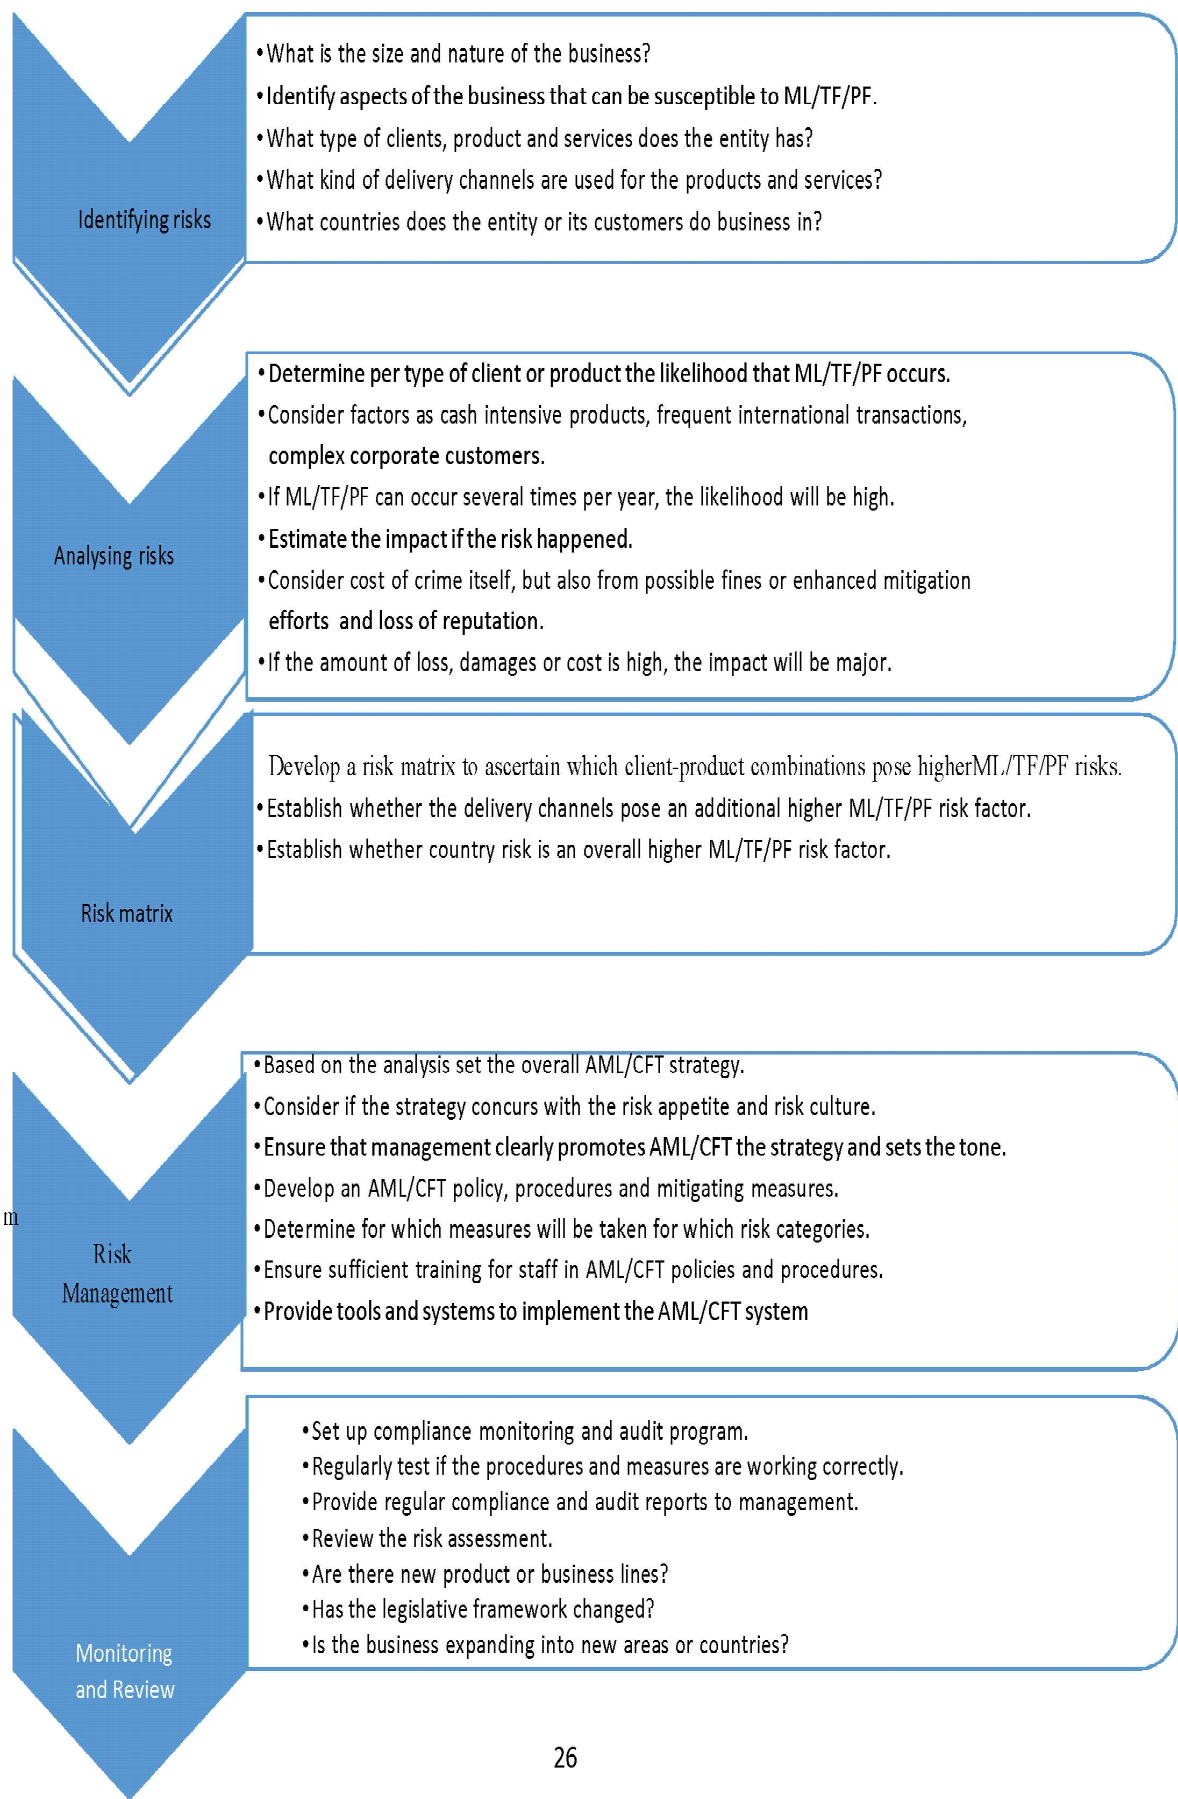 •What is the size and nature of the business?
•Identify aspects of the business that can be susceptible to ML/TF/PF.
•What type of clients, product and services does the entity has?
•What kind of delivery channels are used for the products and services?
Identifying risks
•What countries does the entity or its customers do business in?
•Determine per type of client or product the likelihood that ML/TF/PF occurs.
•Consider factors as cash intensive products, frequent international transactions,
complex corporate customers.
•If ML/TF/PF can occur several times per year, the likelihood will be high.
•Estimate the impact if the risk happened.
Analysing risks
•Consider cost of crime itself, but also from possible fines or enhanced mitigation
efforts and loss of reputation.
•If the amount of loss, damages or cost is high, the impact will be major.
Develop a risk matrix to ascertain which client-product combinations pose higherML/TF/PF risks.
•Establish whether the delivery channels pose an additional higher ML/TF/PF risk factor.
•Establish whether country risk is an overall higher ML/TF/PF risk factor.
Risk matrix
•Based on the analysis set the overall AML/CFT strategy.
•Consider if the strategy concurs with the risk appetite and risk culture.
•Ensure that management clearly promotes AML/CFT the strategy and sets the tone.
•Develop an AML/CFT policy, procedures and mitigating measures.
m
•Determine for which measures will be taken for which risk categories.
Risk
Management
•Ensure sufficient training for staff in AML/CFT policies and procedures.
•Provide tools and systems to implement the AML/CFT system
•Set up compliance monitoring and audit program.
•Regularly test if the procedures and measures are working correctly.
•Provide regular compliance and audit reports to management.
•Review the risk assessment.
•Are there new product or business lines?
•Has the legislative framework changed?
•Is the business expanding into new areas or countries?
Monitoring
and Review
26